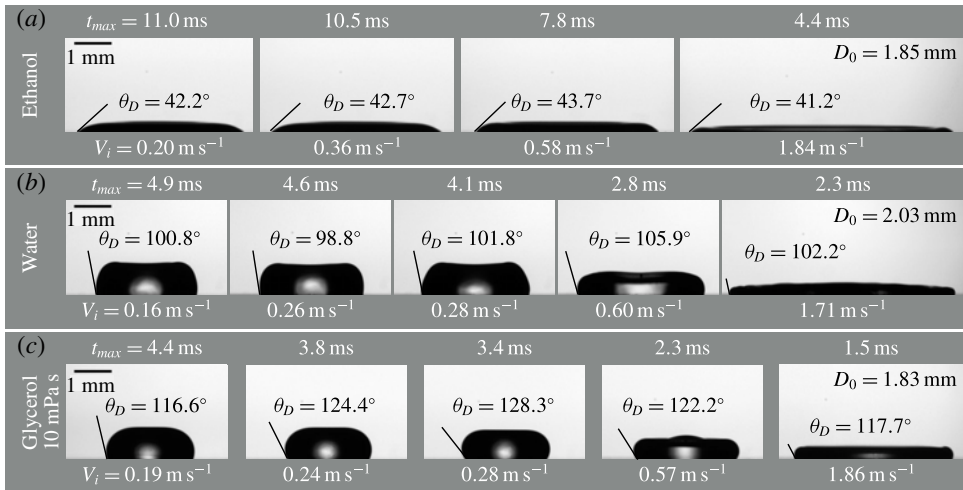 (a) t_max = 11.0 ms 10.5 ms 7.8 ms 4.4 ms
1 mm D_0 = 1.85 mm
Ethanol
θ_D = 42.2° θ_D = 42.7° θ_D = 43.7° θ_D = 41.2°
V_i = 0.20 m s⁻¹ 0.36 m s⁻¹ 0.58 m s⁻¹ 1.84 m s⁻¹
(b) t_max = 4.9 ms 4.6 ms 4.1 ms 2.8 ms 2.3 ms
1 mm D_0 = 2.03 mm
Water
θ_D = 100.8° θ_D = 98.8° θ_D = 101.8° θ_D = 105.9° θ_D = 102.2°
V_i = 0.16 m s⁻¹ 0.26 m s⁻¹ 0.28 m s⁻¹ 0.60 m s⁻¹ 1.71 m s⁻¹
(c) t_max = 4.4 ms 3.8 ms 3.4 ms 2.3 ms 1.5 ms
1 mm D_0 = 1.83 mm
Glycerol
10 mPa s
θ_D = 116.6° θ_D = 124.4° θ_D = 128.3° θ_D = 122.2° θ_D = 117.7°
V_i = 0.19 m s⁻¹ 0.24 m s⁻¹ 0.28 m s⁻¹ 0.57 m s⁻¹ 1.86 m s⁻¹